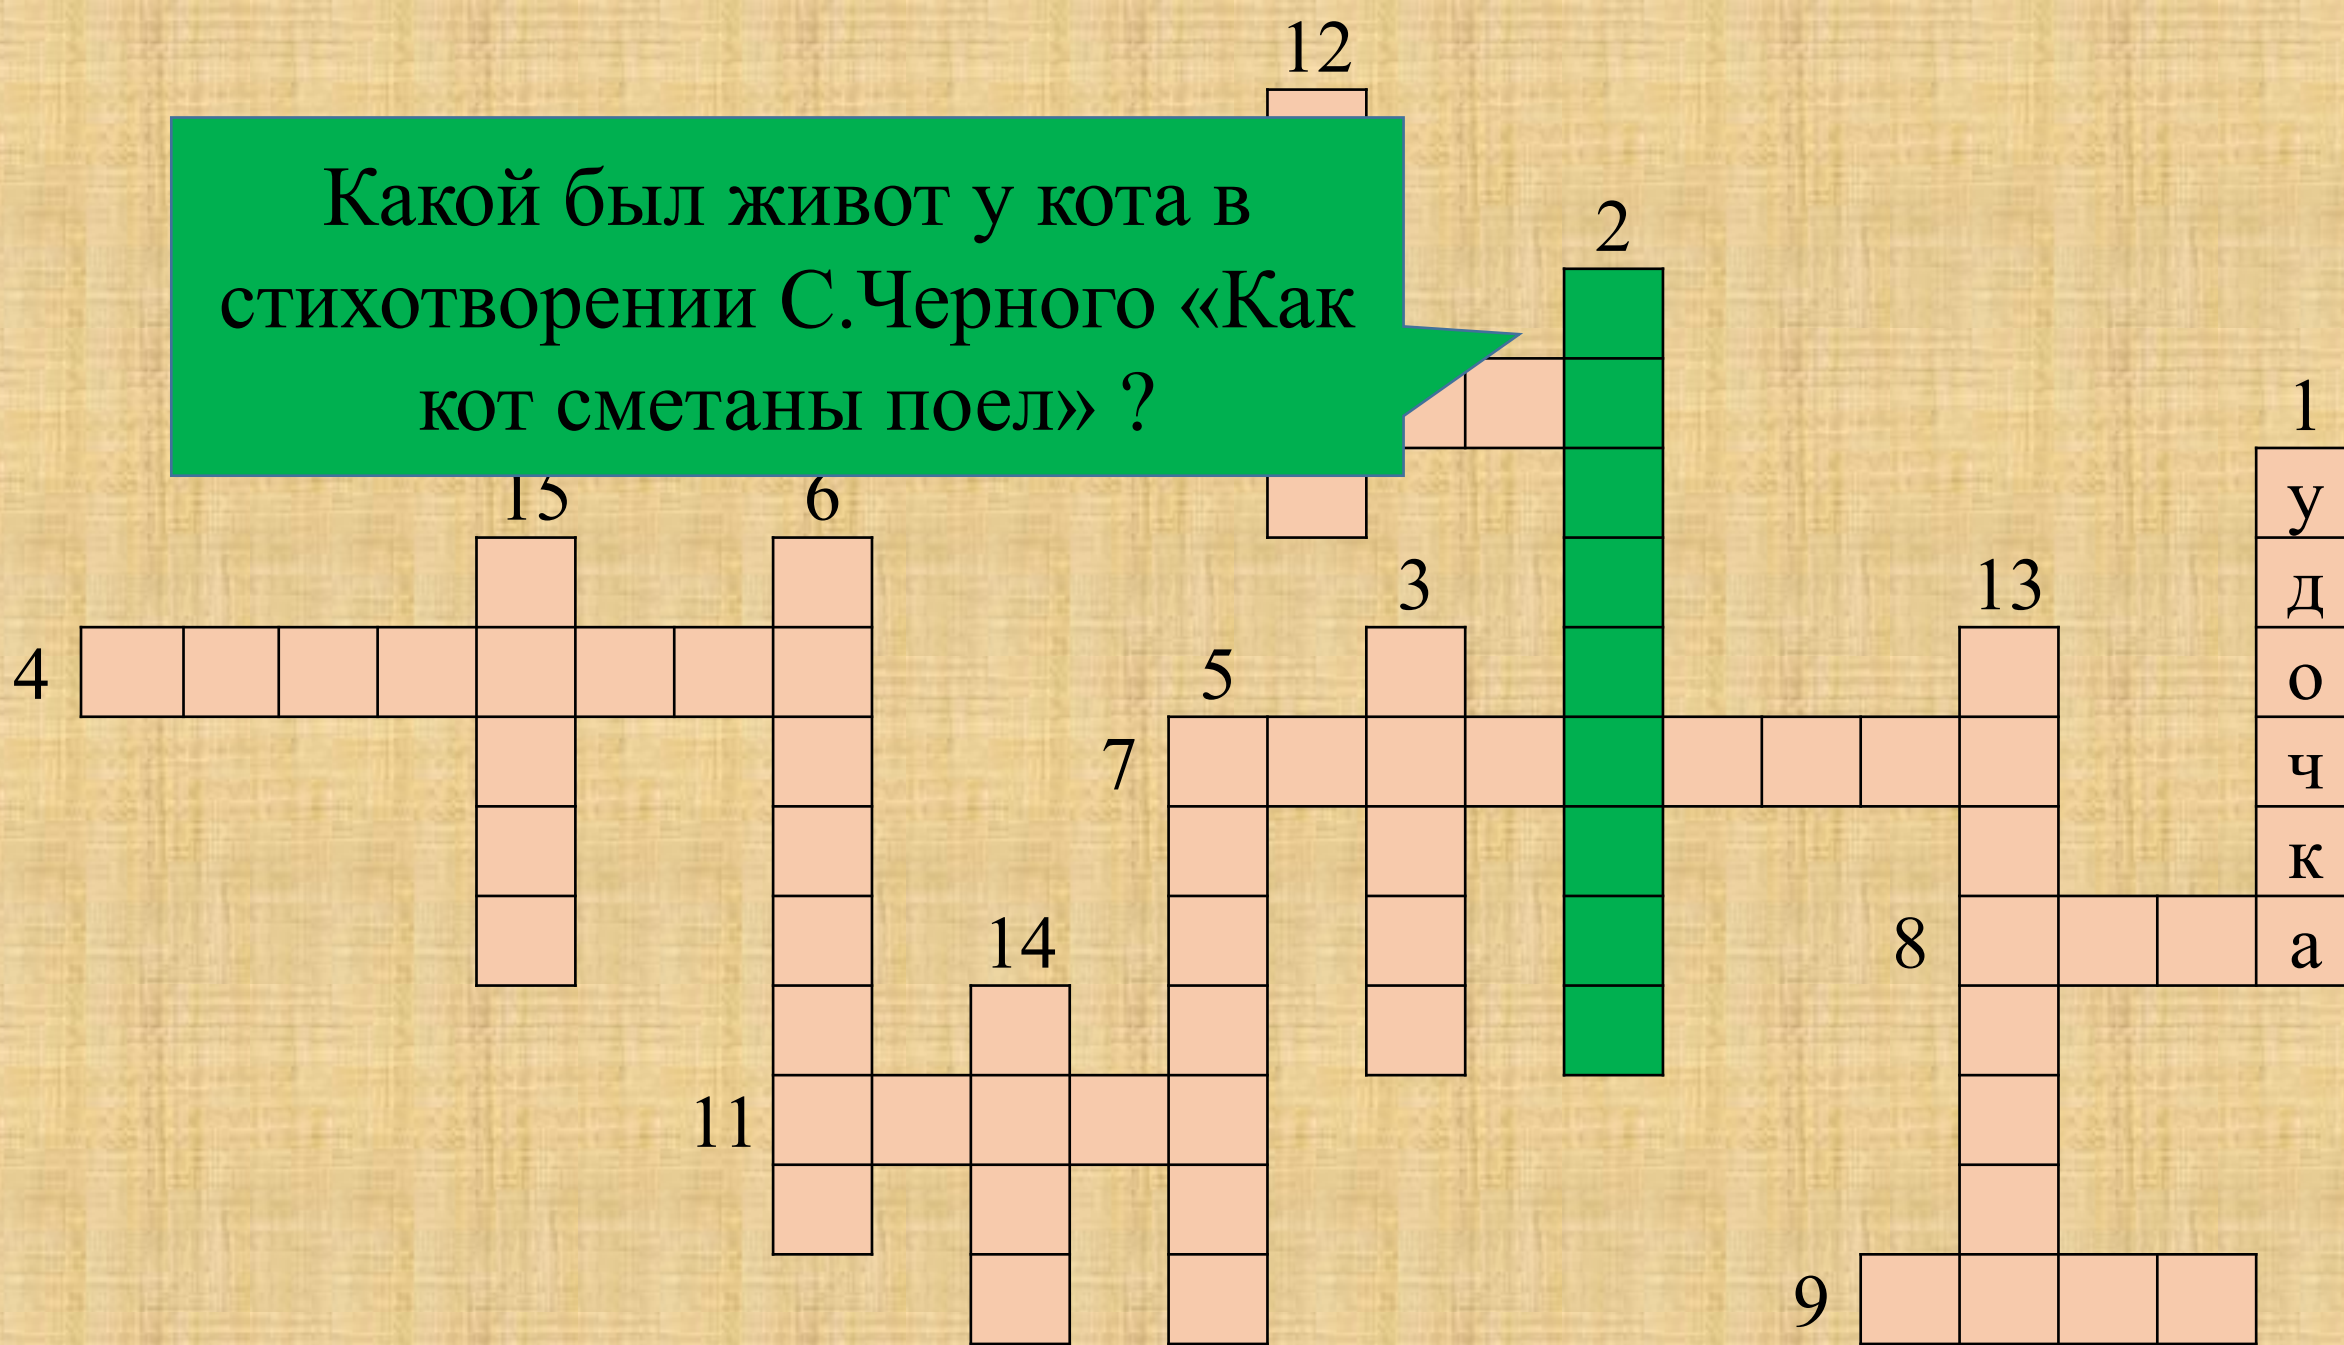 12
Какой был живот у кота в
стихотворении С.Черного «Как
кот сметаны поел» ?
2
1
15
6
у
д
3
13
о
4
5
ч
7
к
а
8
14
11
9